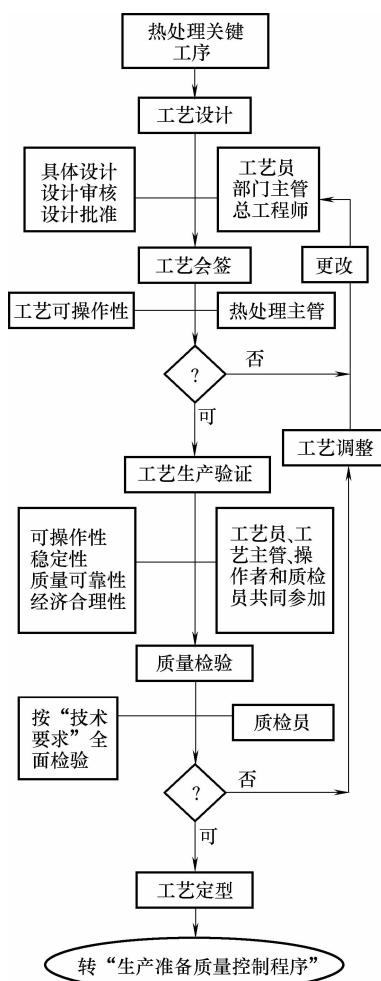 热处理关键
工序
工艺设计
具体设计
设计审核
设计批准
工艺员
部门主管
总工程师
工艺会签
更改
工艺可操作性
热处理主管
?
否
可
工艺调整
工艺生产验证
可操作性
稳定性
质量可靠性
经济合理性
工艺员、工
艺主管、操
作者和质检
员共同参加
质量检验
按“技术
要求”全
面检验
质检员
?
否
可
工艺定型
转“生产准备质量控制程序”